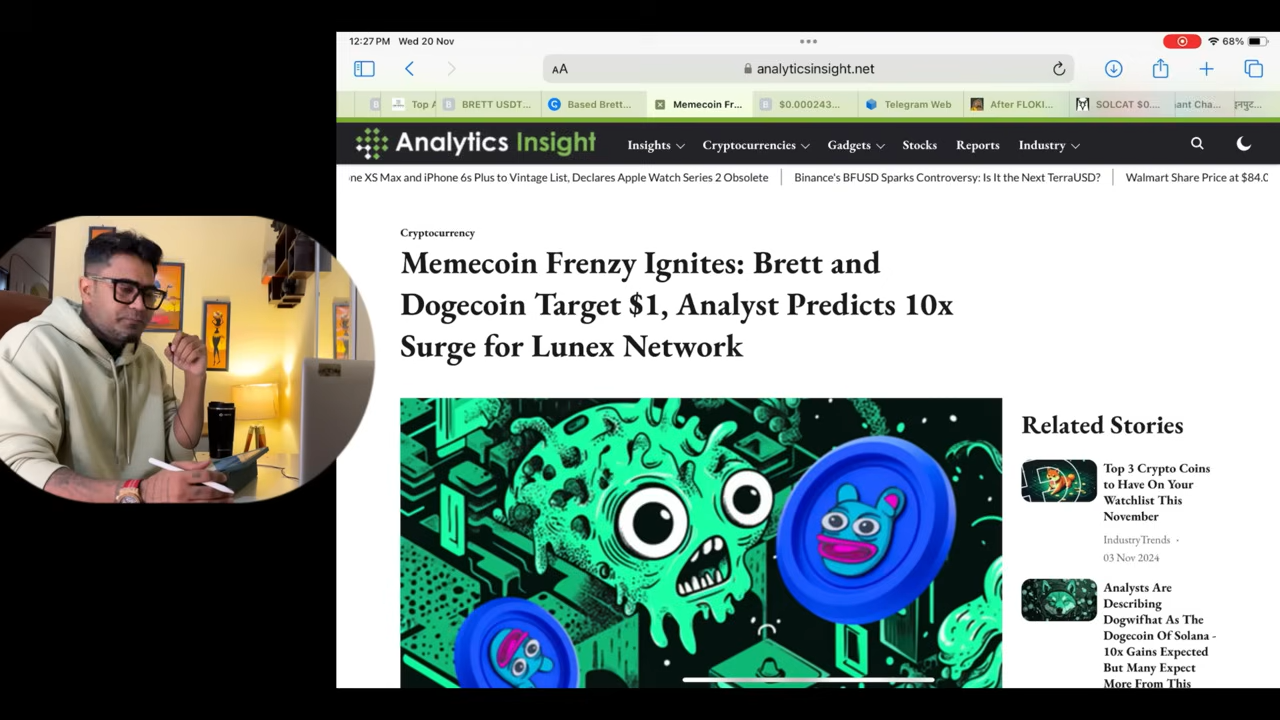 12:27 PM Wed 20 Nov
68%
AA analyticsinsight.net
Top A BRETT USDT... Based Brett... Memecoin Fr... $0.000243... Telegram Web After FLOKI... SOLCAT $0.... ant Cha...
Analytics Insight Insights Cryptocurrencies Gadgets Stocks Reports Industry
ne XS Max and iPhone 6s Plus to Vintage List, Declares Apple Watch Series 2 Obsolete Binance's BFUSD Sparks Controversy: Is It the Next TerraUSD? Walmart Share Price at $84.0
Cryptocurrency
Memecoin Frenzy Ignites: Brett and
Dogecoin Target $1, Analyst Predicts 10x
Surge for Lunex Network
Related Stories
Top 3 Crypto Coins
to Have On Your
Watchlist This
November
IndustryTrends ·
03 Nov 2024
Analysts Are
Describing
Dogwifhat As The
Dogecoin Of Solana -
10x Gains Expected
But Many Expect
More From This